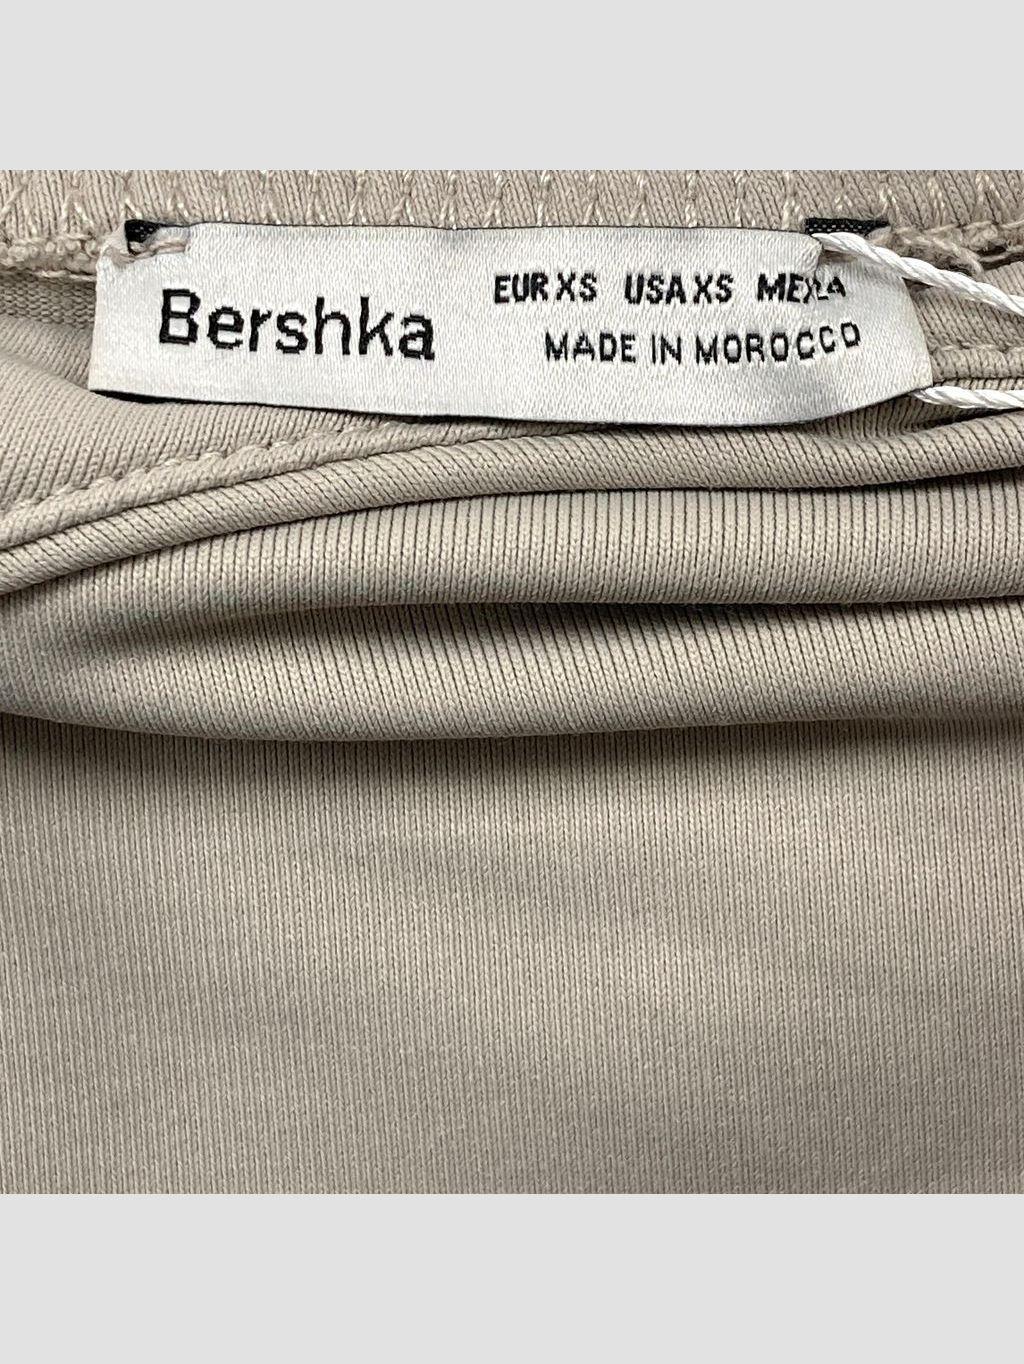 Bershka
EUR XS USA XS MEX 24
MADE IN MOROCCO